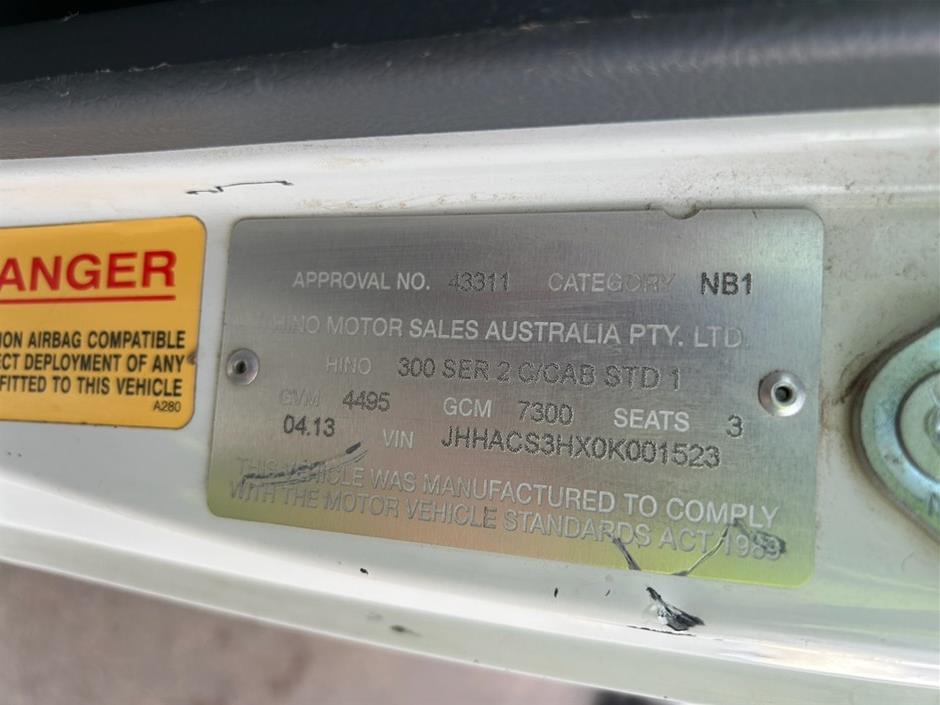 ANGER
ION AIRBAG COMPATIBLE
ECT DEPLOYMENT OF ANY
FITTED TO THIS VEHICLE
A280
APPROVAL NO. 43311 CATEGORY NB1
HINO MOTOR SALES AUSTRALIA PTY. LTD.
HINO 300 SER 2 C/CAB STD 1
GVM 4495 GCM 7300 SEATS 3
04.13 VIN JHHACS3HX0K001523
THIS VEHICLE WAS MANUFACTURED TO COMPLY
WITH THE MOTOR VEHICLE STANDARDS ACT 1989